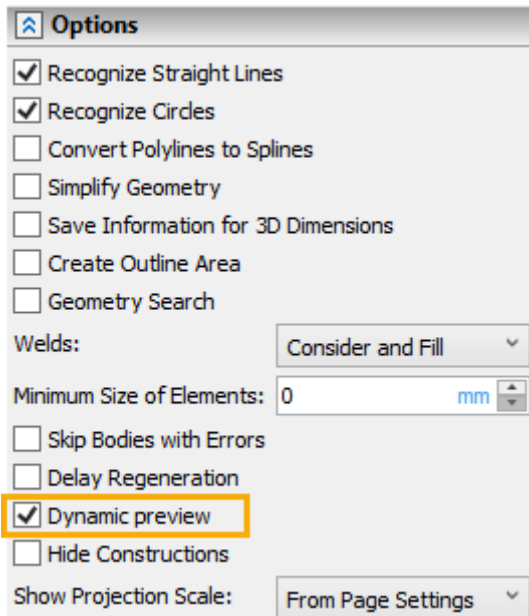 Options
Recognize Straight Lines
Recognize Circles
Convert Polylines to Splines
Simplify Geometry
Save Information for 3D Dimensions
Create Outline Area
Geometry Search
Welds: Consider and Fill
Minimum Size of Elements: 0 mm
Skip Bodies with Errors
Delay Regeneration
Dynamic preview
Hide Constructions
Show Projection Scale: From Page Settings